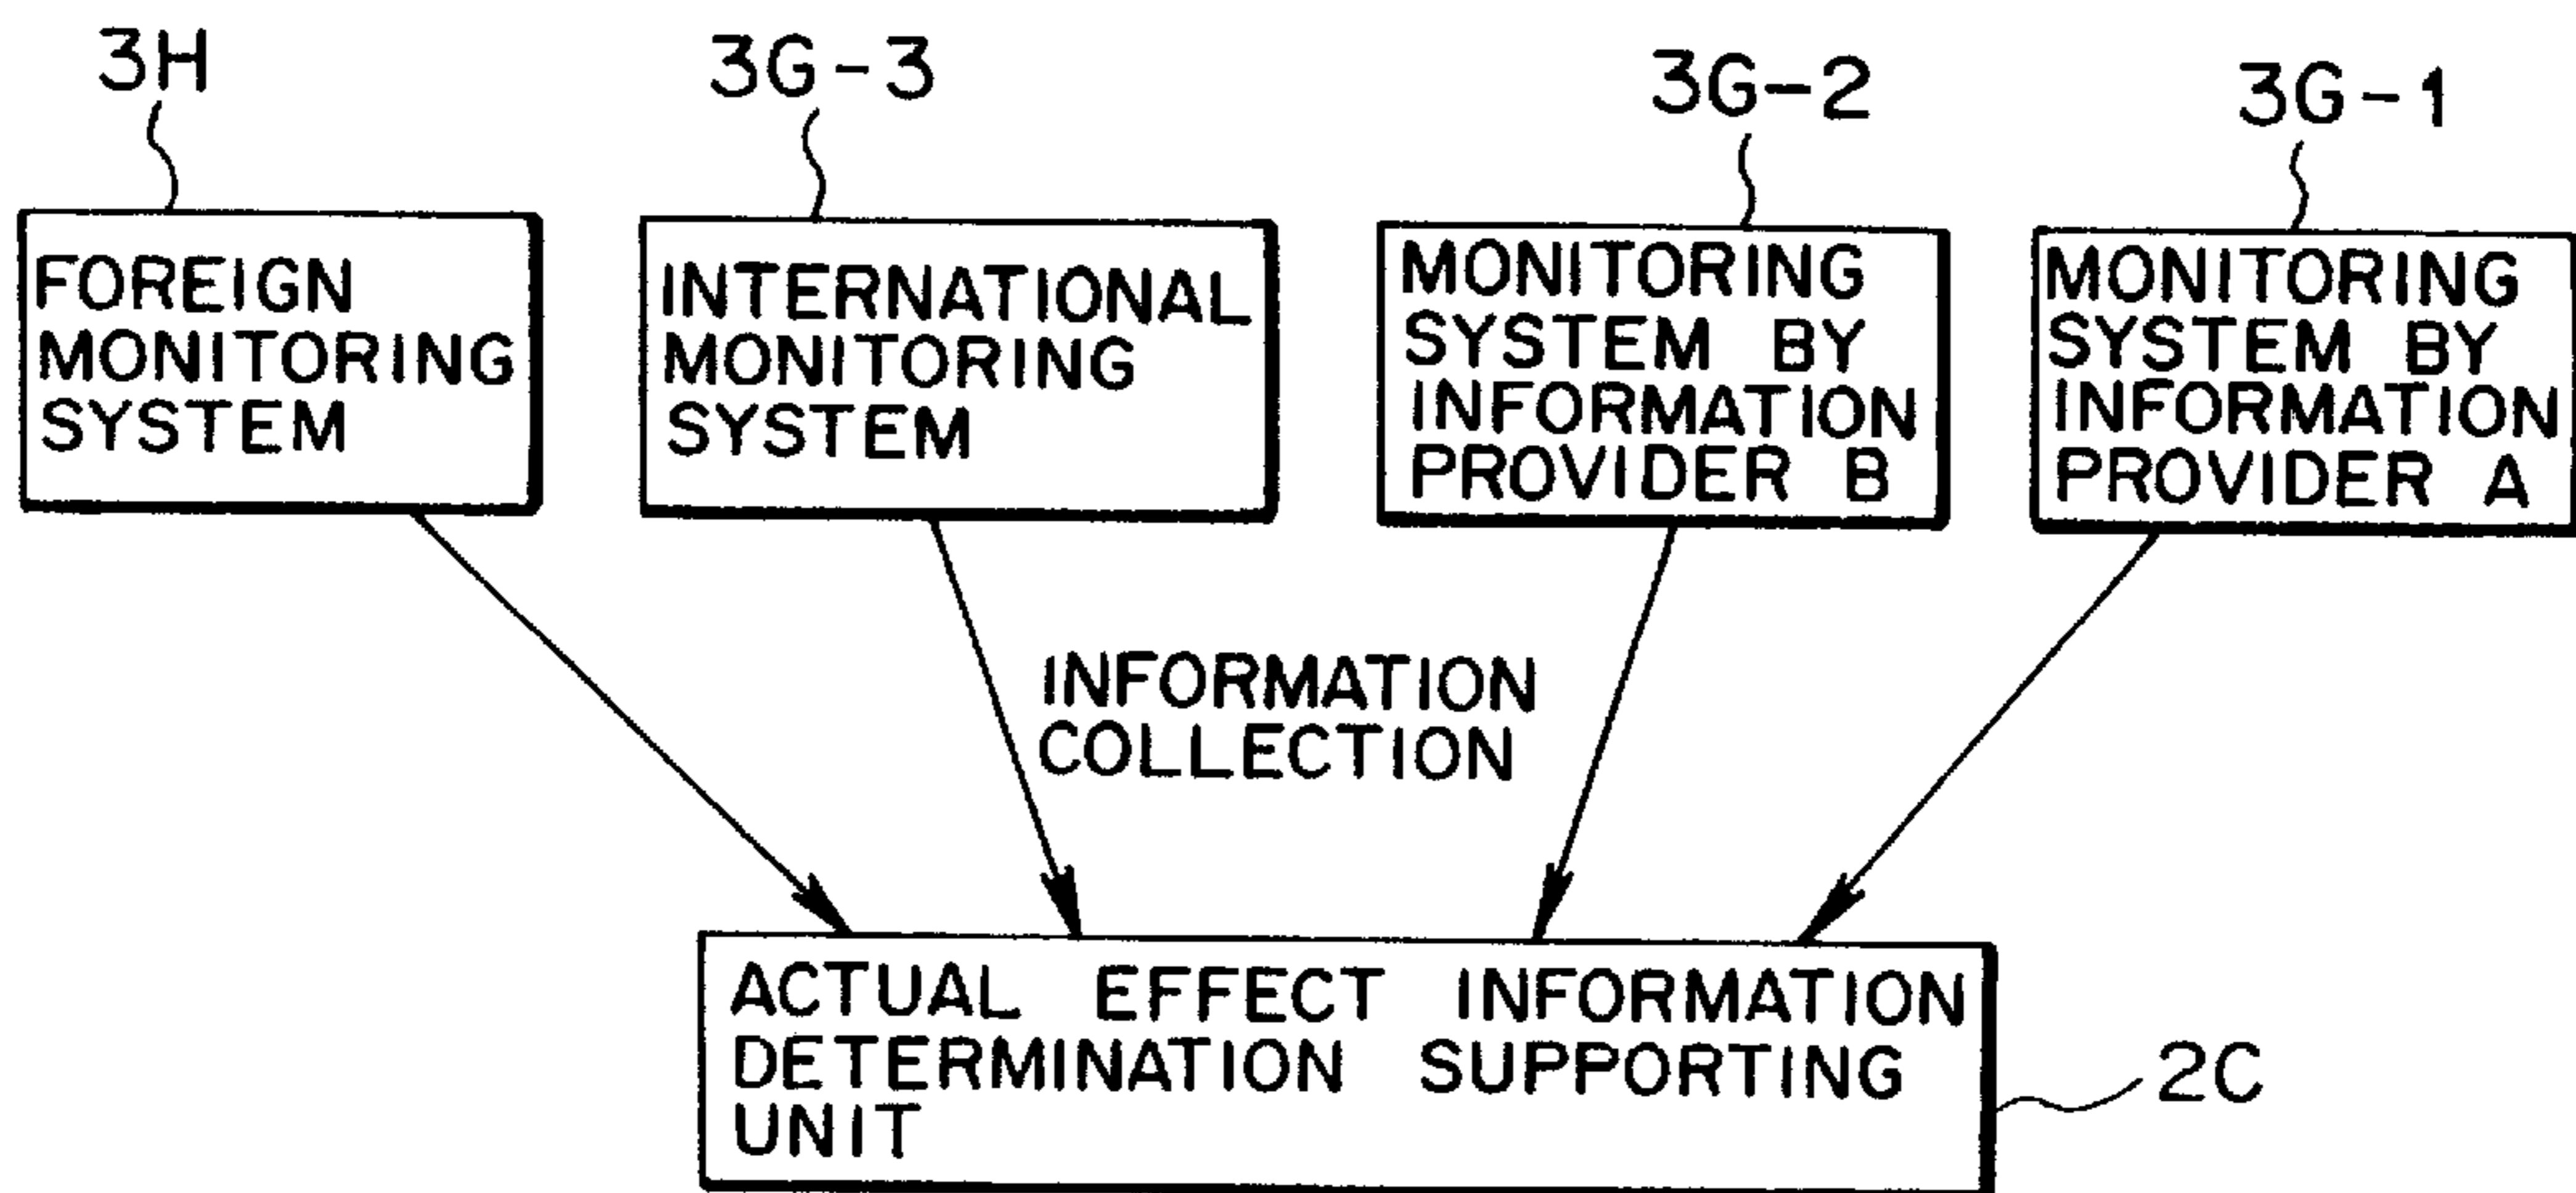 3H
3G-3
3G-2
3G-1
FOREIGN
MONITORING
SYSTEM
INTERNATIONAL
MONITORING
SYSTEM
MONITORING
SYSTEM BY
INFORMATION
PROVIDER B
MONITORING
SYSTEM BY
INFORMATION
PROVIDER A
INFORMATION
COLLECTION
ACTUAL EFFECT INFORMATION
DETERMINATION SUPPORTING
UNIT
2C